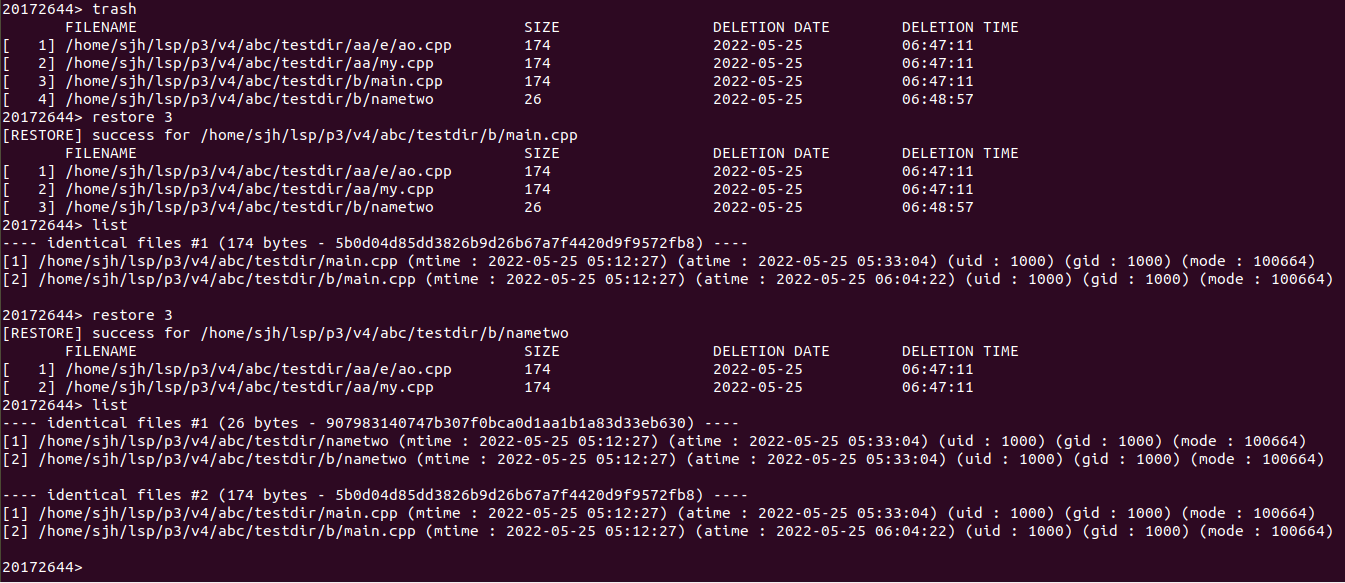 20172644> trash
FILENAME SIZE DELETION DATE DELETION TIME
[ 1] /home/sjh/lsp/p3/v4/abc/testdir/aa/e/ao.cpp 174 2022-05-25 06:47:11
[ 2] /home/sjh/lsp/p3/v4/abc/testdir/aa/my.cpp 174 2022-05-25 06:47:11
[ 3] /home/sjh/lsp/p3/v4/abc/testdir/b/main.cpp 174 2022-05-25 06:47:11
[ 4] /home/sjh/lsp/p3/v4/abc/testdir/b/nametwo 26 2022-05-25 06:48:57
20172644> restore 3
[RESTORE] success for /home/sjh/lsp/p3/v4/abc/testdir/b/main.cpp
FILENAME SIZE DELETION DATE DELETION TIME
[ 1] /home/sjh/lsp/p3/v4/abc/testdir/aa/e/ao.cpp 174 2022-05-25 06:47:11
[ 2] /home/sjh/lsp/p3/v4/abc/testdir/aa/my.cpp 174 2022-05-25 06:47:11
[ 3] /home/sjh/lsp/p3/v4/abc/testdir/b/nametwo 26 2022-05-25 06:48:57
20172644> list
---- identical files #1 (174 bytes - 5b0d04d85dd3826b9d26b67a7f4420d9f9572fb8) ----
[1] /home/sjh/lsp/p3/v4/abc/testdir/main.cpp (mtime : 2022-05-25 05:12:27) (atime : 2022-05-25 05:33:04) (uid : 1000) (gid : 1000) (mode : 100664)
[2] /home/sjh/lsp/p3/v4/abc/testdir/b/main.cpp (mtime : 2022-05-25 05:12:27) (atime : 2022-05-25 06:04:22) (uid : 1000) (gid : 1000) (mode : 100664)
20172644> restore 3
[RESTORE] success for /home/sjh/lsp/p3/v4/abc/testdir/b/nametwo
FILENAME SIZE DELETION DATE DELETION TIME
[ 1] /home/sjh/lsp/p3/v4/abc/testdir/aa/e/ao.cpp 174 2022-05-25 06:47:11
[ 2] /home/sjh/lsp/p3/v4/abc/testdir/aa/my.cpp 174 2022-05-25 06:47:11
20172644> list
---- identical files #1 (26 bytes - 907983140747b307f0bca0d1aa1b1a83d33eb630) ----
[1] /home/sjh/lsp/p3/v4/abc/testdir/nametwo (mtime : 2022-05-25 05:12:27) (atime : 2022-05-25 05:33:04) (uid : 1000) (gid : 1000) (mode : 100664)
[2] /home/sjh/lsp/p3/v4/abc/testdir/b/nametwo (mtime : 2022-05-25 05:12:27) (atime : 2022-05-25 05:33:04) (uid : 1000) (gid : 1000) (mode : 100664)
---- identical files #2 (174 bytes - 5b0d04d85dd3826b9d26b67a7f4420d9f9572fb8) ----
[1] /home/sjh/lsp/p3/v4/abc/testdir/main.cpp (mtime : 2022-05-25 05:12:27) (atime : 2022-05-25 05:33:04) (uid : 1000) (gid : 1000) (mode : 100664)
[2] /home/sjh/lsp/p3/v4/abc/testdir/b/main.cpp (mtime : 2022-05-25 05:12:27) (atime : 2022-05-25 06:04:22) (uid : 1000) (gid : 1000) (mode : 100664)
20172644>